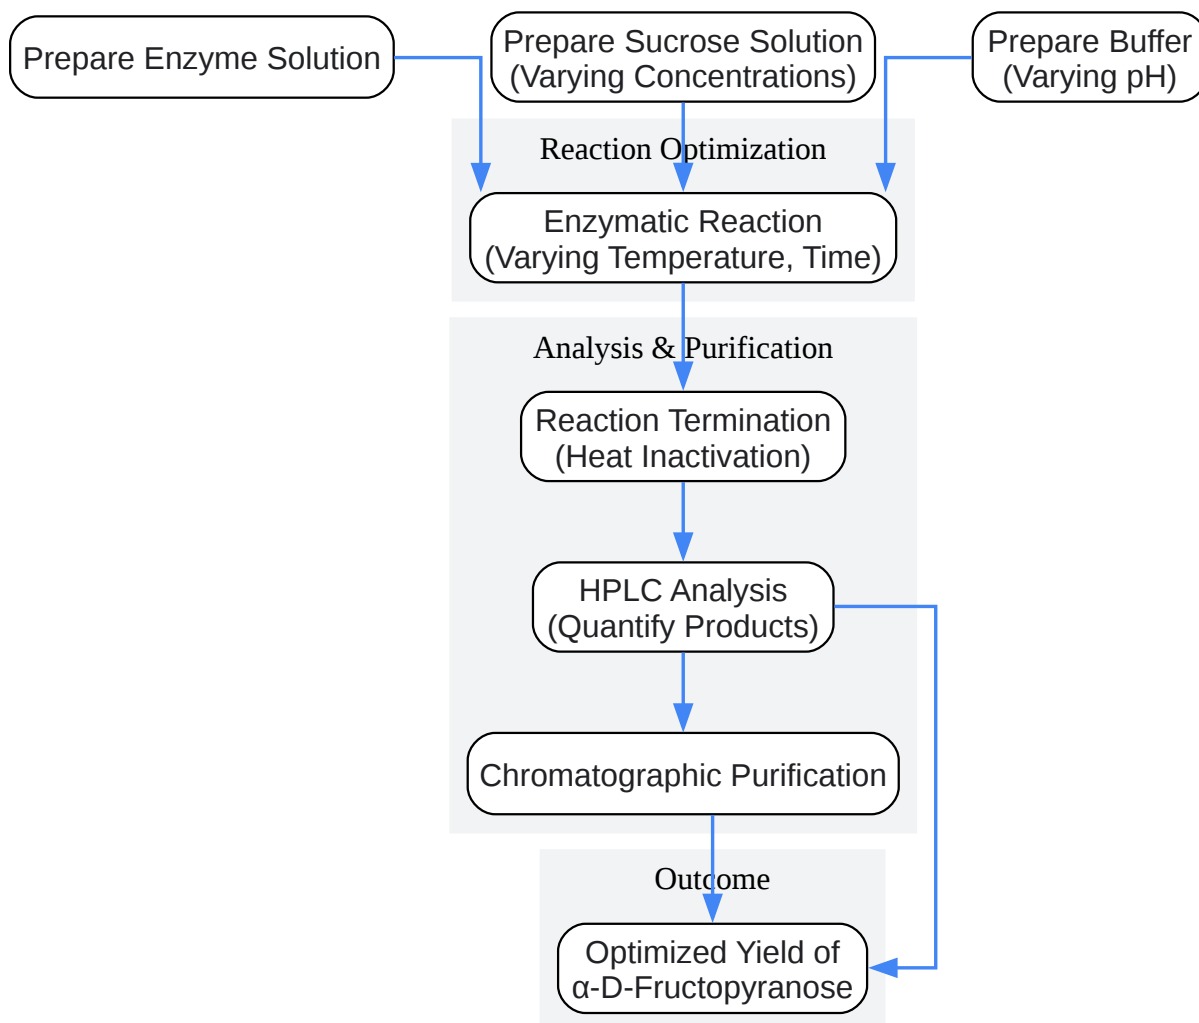 Prepare Enzyme Solution
Prepare Sucrose Solution
(Varying Concentrations)
Prepare Buffer
(Varying pH)
Reaction Optimization
Enzymatic Reaction
(Varying Temperature, Time)
Analysis & Purification
Reaction Termination
(Heat Inactivation)
HPLC Analysis
(Quantify Products)
Chromatographic Purification
Outcome
Optimized Yield of
α-D-Fructopyranose